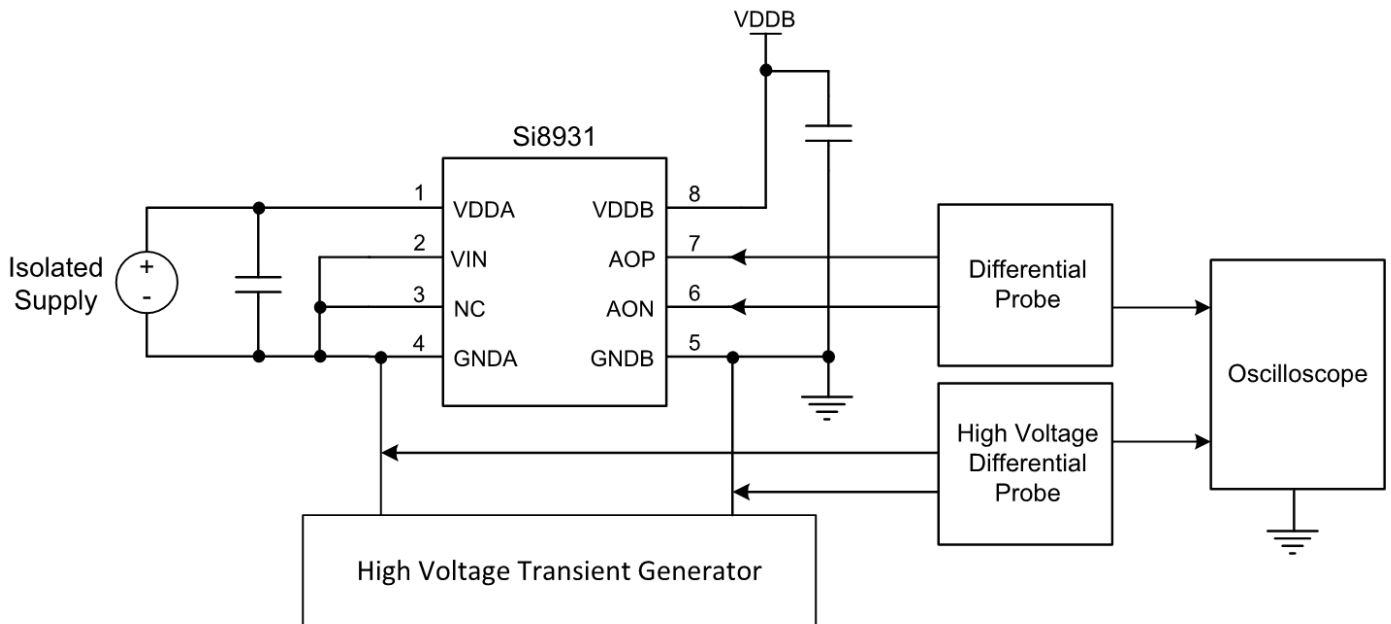 VDDB
Si8931
1
VDDA
VDDB
8
2
VIN
AOP
7
3
NC
AON
6
4
GNDA
GNDB
5
Isolated
Supply
+
-
Differential
Probe
High Voltage
Differential
Probe
Oscilloscope
High Voltage Transient Generator